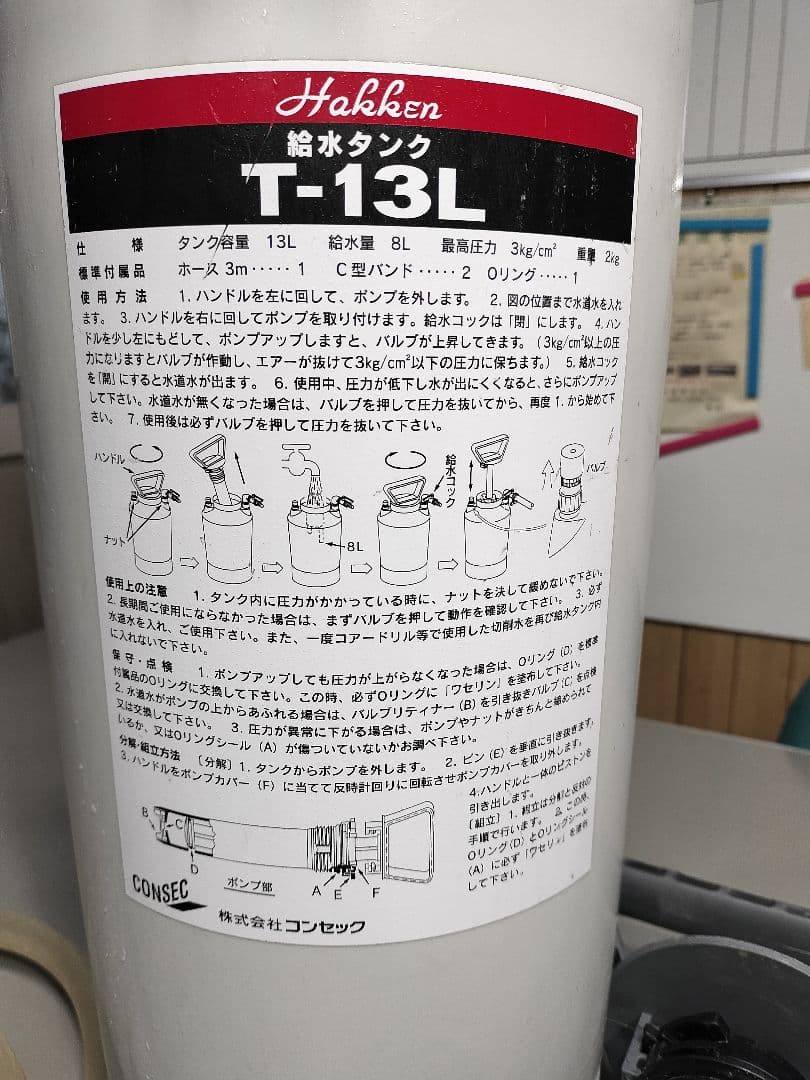 Hakken
給水タンク
T-13L
仕 様 タンク容量 13L 給水量 8L 最高圧力 3kg/cm² 重量 2kg
標準付属品 ホース3m‥‥‥1 C型バンド‥‥‥2 Oリング‥‥‥1
使用方法 1.ハンドルを左に回して、ポンプを外します。 2.図の位置まで水道水を入れ
ます。 3.ハンドルを右に回してポンプを取り付けます。給水コックは「閉」にします。 4.ハン
ドルを少し左にもどして、ポンプアップしますと、バルブが上昇してきます。(3kg/cm²以上の圧
力になりますとバルブが作動し、エアーが抜けて3kg/cm²以下の圧力に保ちます。) 5.給水コック
を「開」にすると水道水が出ます。 6.使用中、圧力が低下し水が出にくくなると、さらにポンプアップ
して下さい。水道水が無くなった場合は、バルブを押して圧力を抜いてから、再度1.から始めて下
さい。 7.使用後は必ずバルブを押して圧力を抜いて下さい。
ハンドル
ナット
8L
給水コック
バルブ
使用上の注意 1.タンク内に圧力がかかっている時に、ナットを決して緩めないで下さい。
2.長期間ご使用にならなかった場合は、まずバルブを押して動作を確認して下さい。 3.必ず
水道水を入れ、ご使用下さい。また、一度コアードリル等で使用した切削水を再び給水タンク内
に入れないで下さい。
保守・点検 1.ポンプアップしても圧力が上がらなくなった場合は、Oリング(D)を標準
付属品のOリングに交換して下さい。この時、必ずOリングに「ワセリン」を塗布して下さい。
2.水道水がポンプの上からあふれる場合は、バルブリティナー(B)を引き抜きバルブ(C)を点検
又は交換して下さい。 3.圧力が異常に下がる場合は、ポンプやナットがきちんと締められて
いるか、又はOリングシール(A)が傷ついていないかお調べ下さい。
分解・組立方法 〔分解〕1.タンクからポンプを外します。 2.ピン(E)を垂直に引き抜きます。
3.ハンドルをポンプカバー(F)に当てて反時計回りに回転させポンプカバーを取り外します。
4.ハンドルと一体のピストンを
引き出します。
〔組立〕1.組立は分解と反対の
手順で行います。 2.この時、
Oリング(D)とOリングシール
(A)に必ず「ワセリン」を塗布
して下さい。
B
C
D
A
E
F
ポンプ部
CONSEC
株式会社コンセック